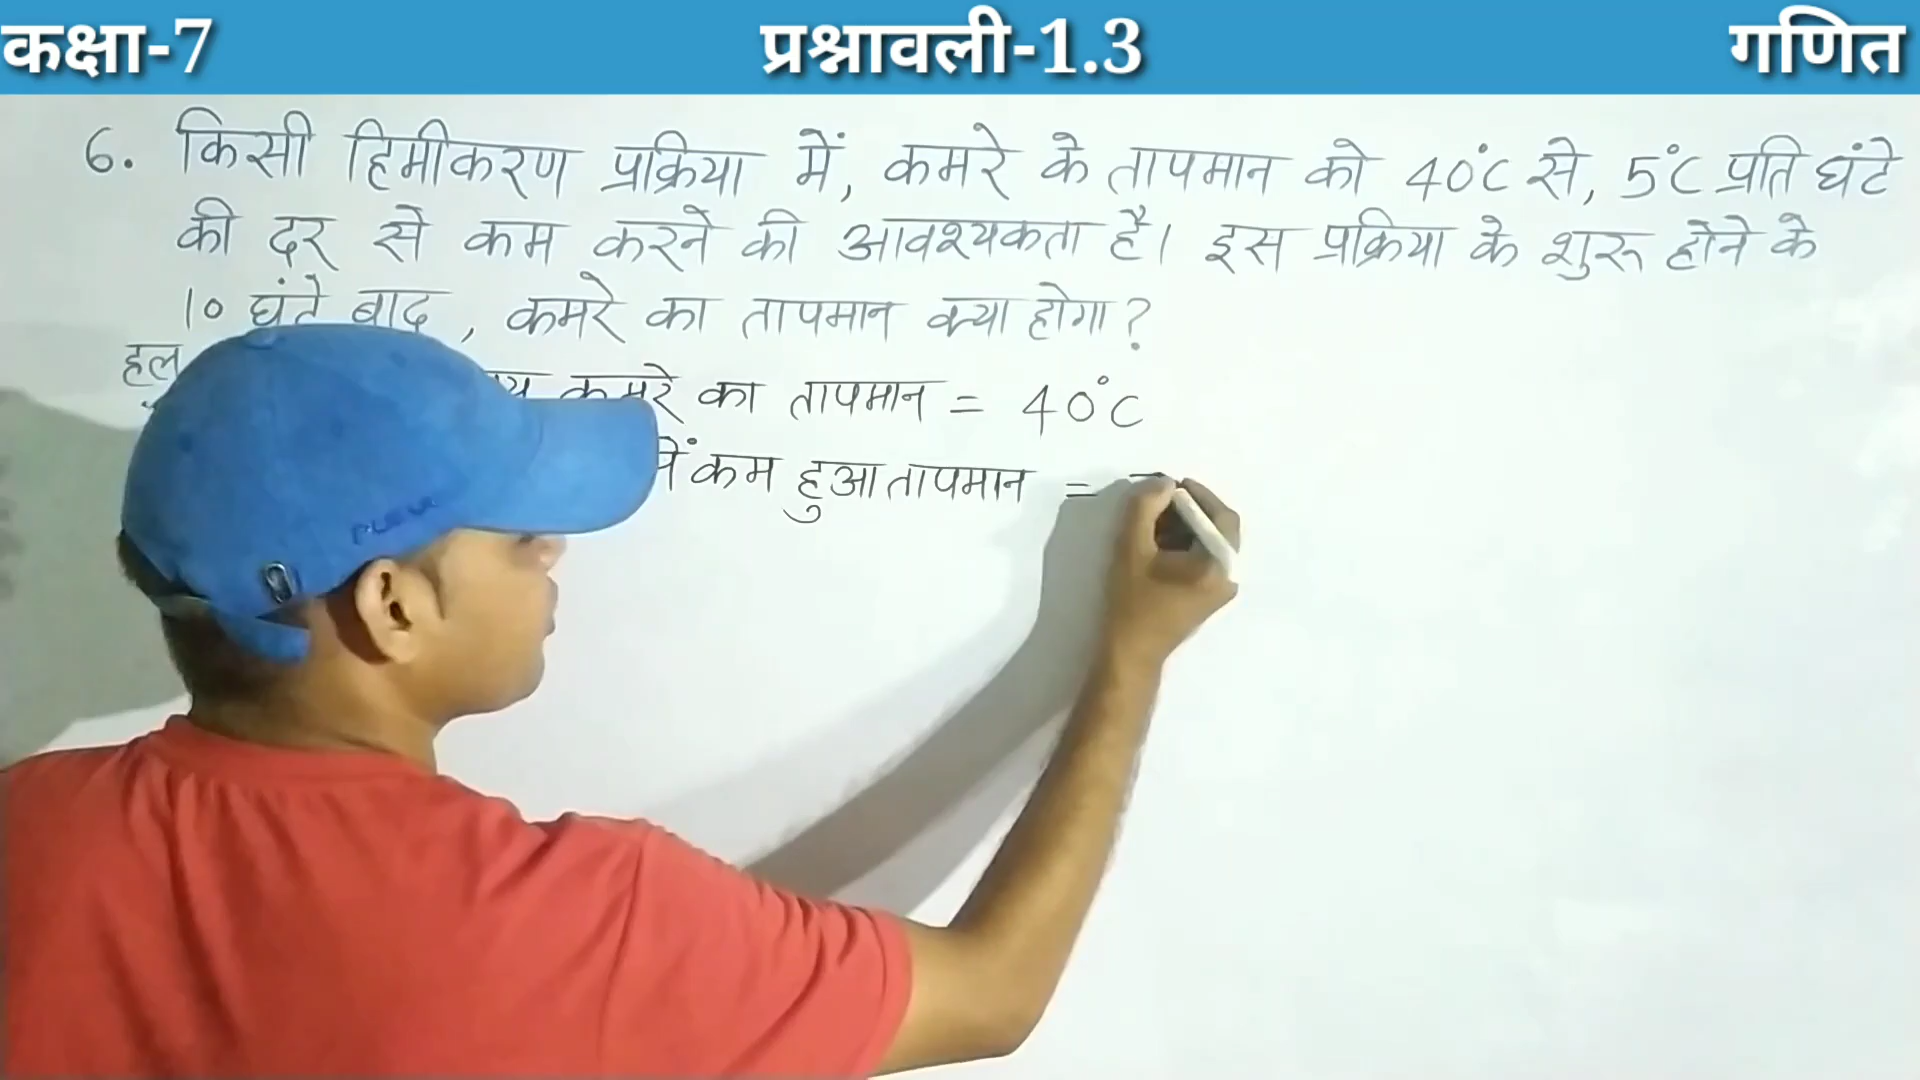 कक्षा-7 प्रश्नावली-1.3 गणित
6. किसी हिमीकरण प्रक्रिया में, कमरे के तापमान को 40°C से, 5°C प्रति घंटे
की दर से कम करने की आवश्यकता है। इस प्रक्रिया के शुरू होने के
10 घंटे बाद, कमरे का तापमान क्या होगा?
हल
कमरे का तापमान = 40°C
में कम हुआ तापमान = -